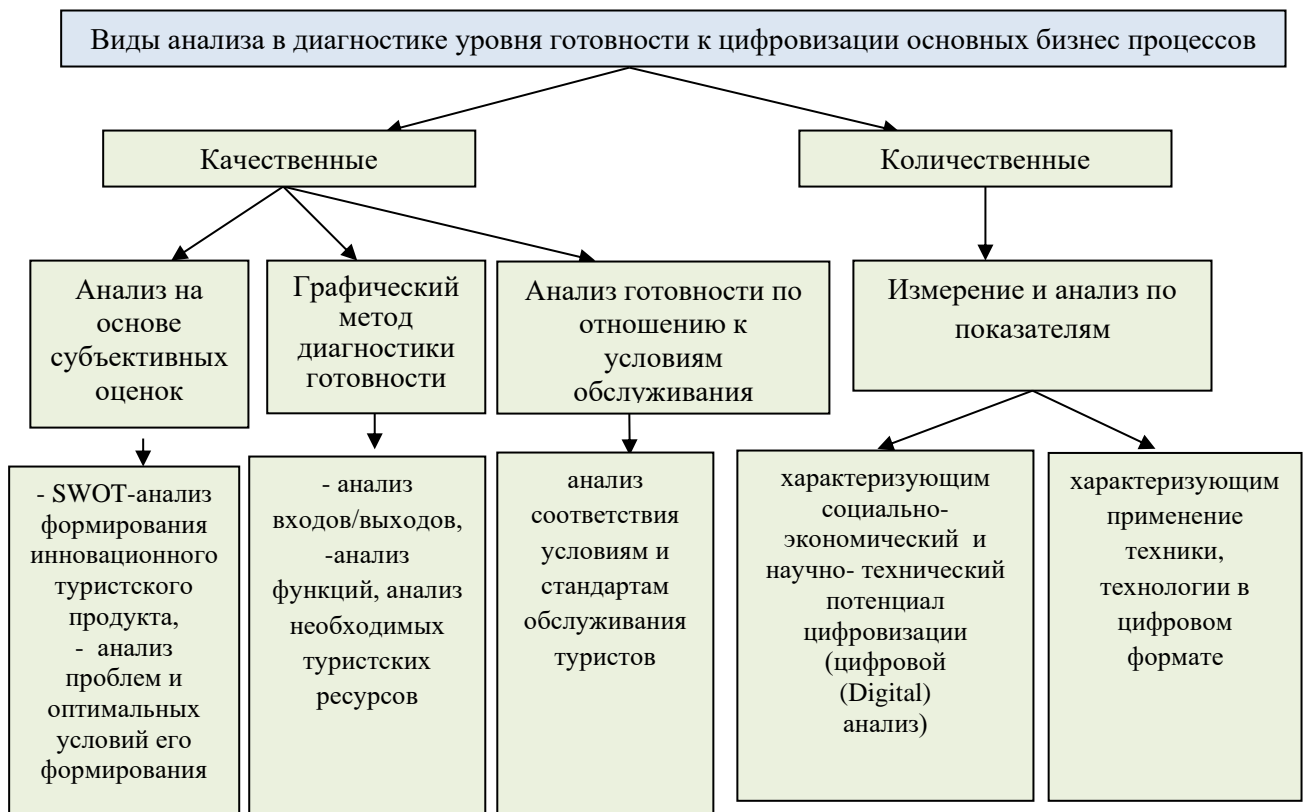 Виды анализа в диагностике уровня готовности к цифровизации основных бизнес процессов
Качественные
Количественные
Анализ на
основе
субъективных
оценок
Графический
метод
диагностики
готовности
Анализ готовности по
отношению к
условиям
обслуживания
Измерение и анализ по
показателям
- SWOT-анализ
формирования
инновационного
туристского
продукта,
- анализ
проблем и
оптимальных
условий его
формирования
- анализ
входов/выходов,
-анализ
функций, анализ
необходимых
туристских
ресурсов
анализ
соответствия
условиям и
стандартам
обслуживания
туристов
характеризующим
социально-
экономический и
научно- технический
потенциал
цифровизации
(цифровой
(Digital)
анализ)
характеризующим
применение
техники,
технологии в
цифровом
формате